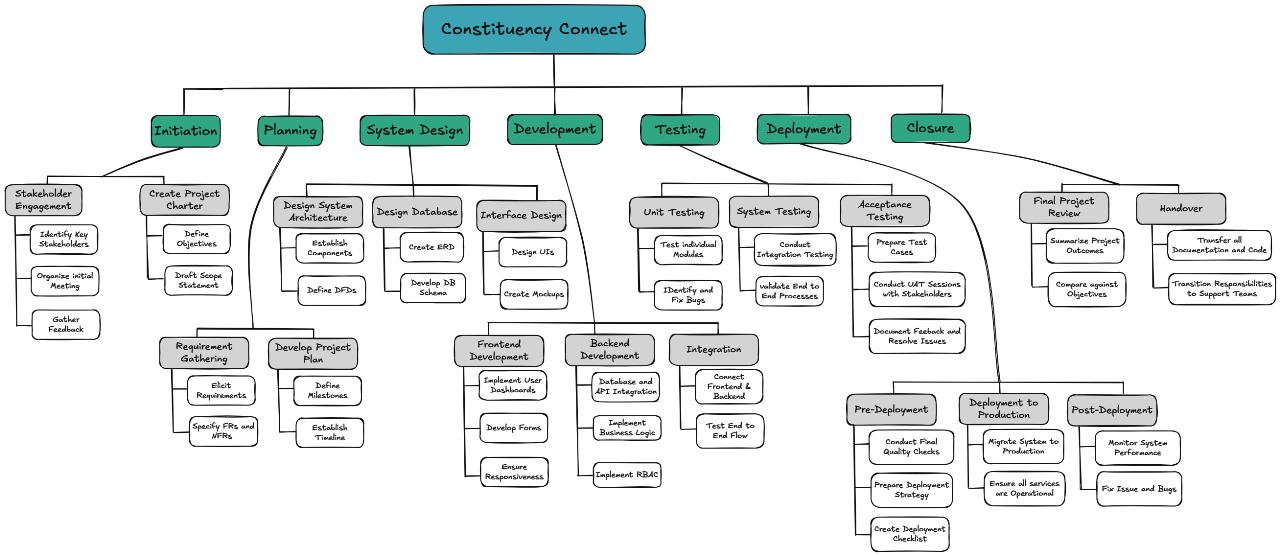 Constituency Connect
Initiation
Planning
System Design
Development
Testing
Deployment
Closure
Stakeholder
Engagement
Identify Key
Stakeholders
Organize initial
Meeting
Gather
Feedback
Create Project
Charter
Define
Objectives
Draft Scope
Statement
Requirement
Gathering
Elicit
Requirements
Specify FRs and
NFRs
Develop Project
Plan
Define
Milestones
Establish
Timeline
Design System
Architecture
Establish
Components
Define DFDs
Design Database
Create ERD
Develop DB
Schema
Interface Design
Design UIs
Create Mockups
Frontend
Development
Implement User
Dashboards
Develop Forms
Ensure
Responsiveness
Backend
Development
Database and
API Integration
Implement
Business Logic
Implement RBAC
Integration
Connect
Frontend &
Backend
Test End to
End Flow
Unit Testing
Test individual
Modules
IDentify and
Fix Bugs
System Testing
Conduct
Integration Testing
validate End to
End Processes
Acceptance
Testing
Prepare Test
Cases
Conduct UAT Sessions
with Stakeholders
Document Feeback and
Resolve Issues
Pre-Deployment
Conduct Final
Quality Checks
Prepare Deployment
Strategy
Create Deployment
Checklist
Deployment to
Production
Migrate System to
Production
Ensure all services
are Operational
Post-Deployment
Monitor System
Performance
Fix Issue and Bugs
Final Project
Review
Summarize Project
Outcomes
Compare against
Objectives
Handover
Transfer all
Documentation and Code
Transition Responsibilities
to Support Teams